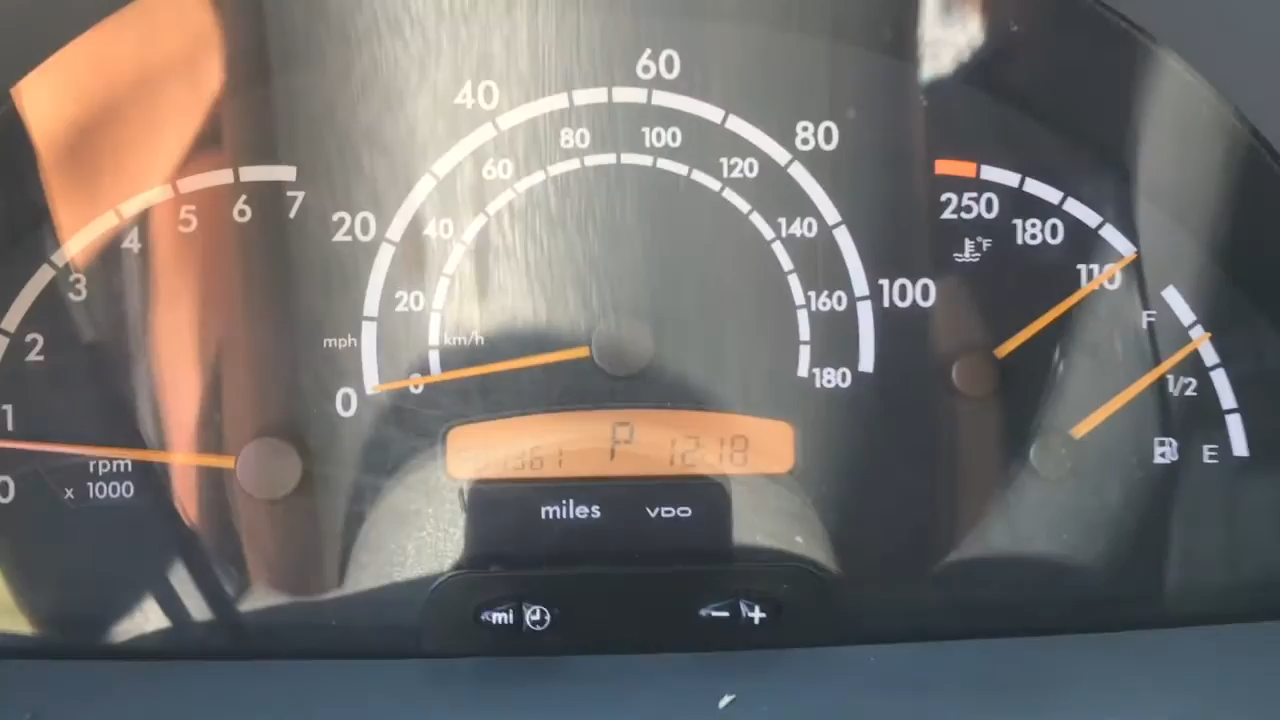 0 1 2 3 4 5 6 7
rpm
x 1000
0 20 40 60 80 100
mph
0 20 40 60 80 100 120 140 160 180
km/h
P 12:18
miles VDO
mi
- +
250 180 110
°F
F 1/2 E